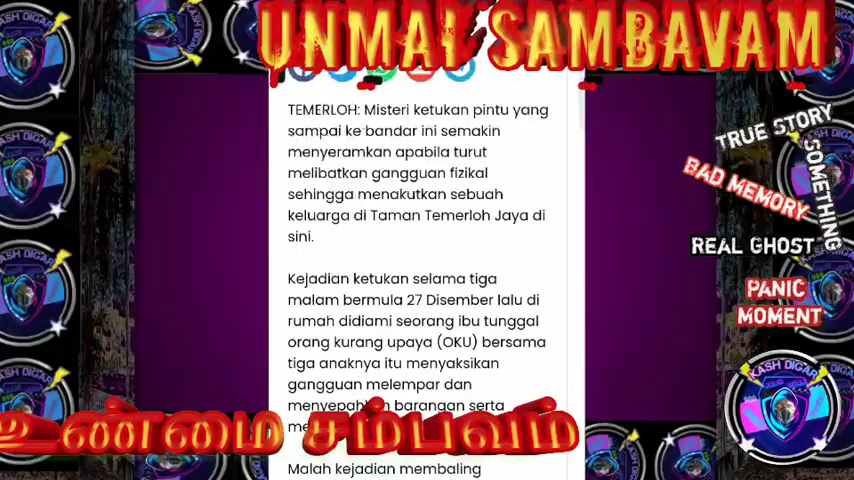 UNMAI SAMBAVAM
TEMERLOH: Misteri ketukan pintu yang
sampai ke bandar ini semakin
menyeramkan apabila turut
melibatkan gangguan fizikal
sehingga menakutkan sebuah
keluarga di Taman Temerloh Jaya di
sini.
Kejadian ketukan selama tiga
malam bermula 27 Disember lalu di
rumah didiami seorang ibu tunggal
orang kurang upaya (OKU) bersama
tiga anaknya itu menyaksikan
gangguan melempar dan
barangan serta
Malah kejadian membaling
உண்மை சம்பவம்
TRUE STORY
SOMETHING
BAD MEMORY
REAL GHOST
PANIC
MOMENT
KASH DIGAR